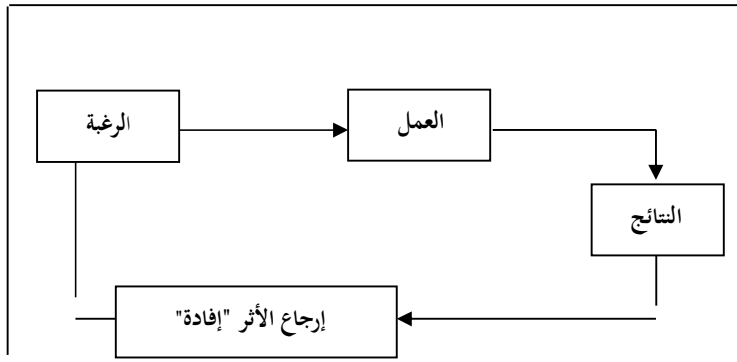 الرغبة
العمل
النتائج
إرجاع الأثر "إفادة"